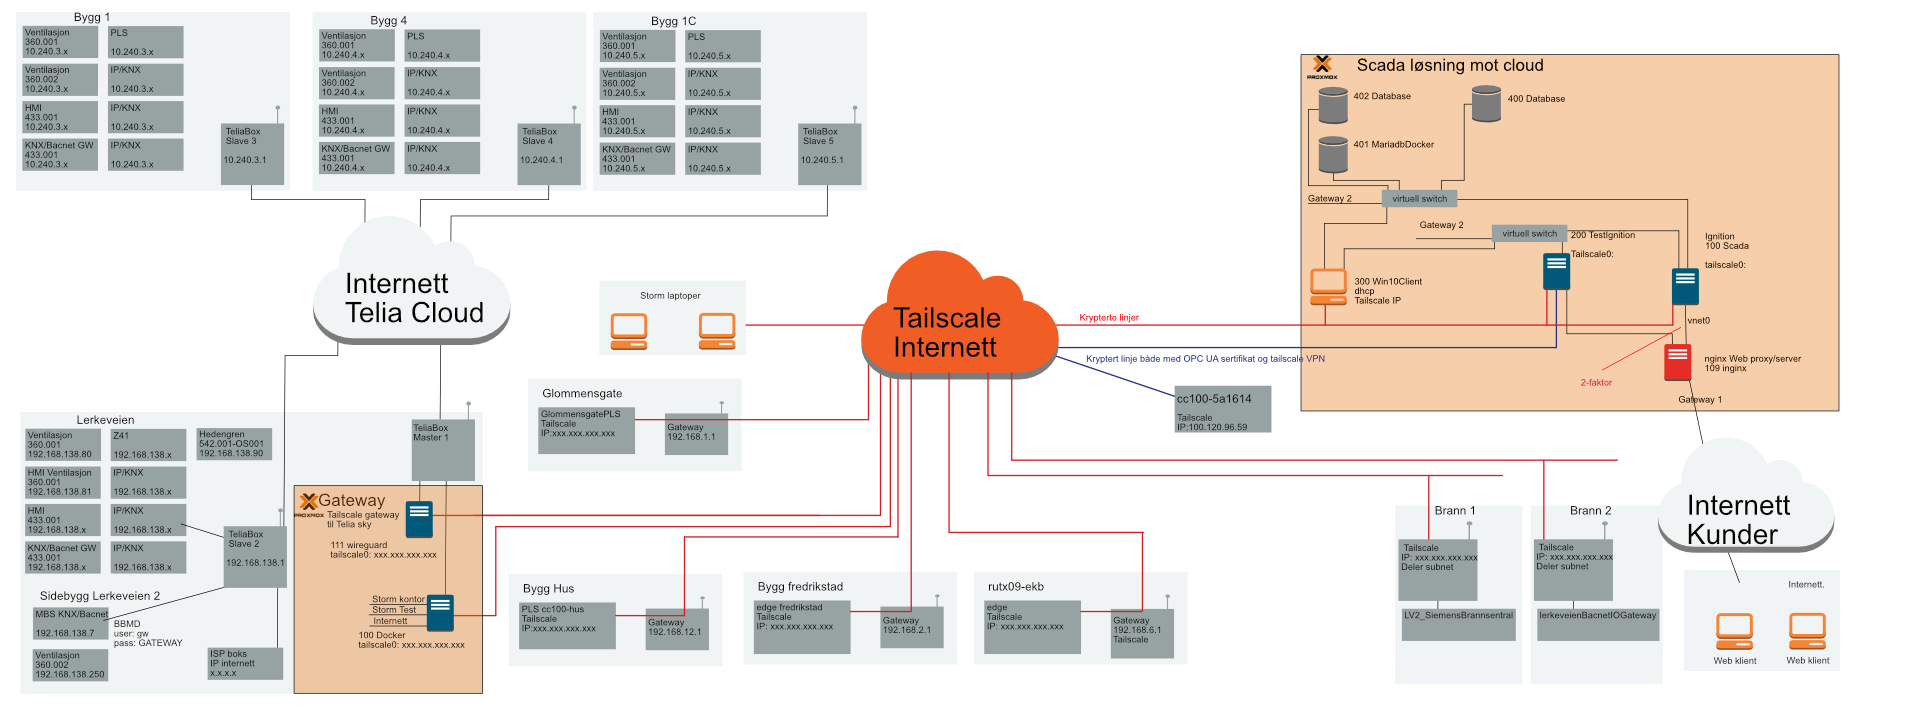 Bygg 1
Ventilasjon
360.001
10.240.3.x
PLS
10.240.3.x
Ventilasjon
360.002
10.240.3.x
IP/KNX
10.240.3.x
HMI
433.001
10.240.3.x
IP/KNX
10.240.3.x
KNX/Bacnet GW
433.001
10.240.3.x
IP/KNX
10.240.3.x
TeliaBox
Slave 3
10.240.3.1
Bygg 4
Ventilasjon
360.001
10.240.4.x
PLS
10.240.4.x
Ventilasjon
360.002
10.240.4.x
IP/KNX
10.240.4.x
HMI
433.001
10.240.4.x
IP/KNX
10.240.4.x
KNX/Bacnet GW
433.001
10.240.4.x
IP/KNX
10.240.4.x
TeliaBox
Slave 4
10.240.4.1
Bygg 1C
Ventilasjon
360.001
10.240.5.x
PLS
10.240.5.x
Ventilasjon
360.002
10.240.5.x
IP/KNX
10.240.5.x
HMI
433.001
10.240.5.x
IP/KNX
10.240.5.x
KNX/Bacnet GW
433.001
10.240.5.x
IP/KNX
10.240.5.x
TeliaBox
Slave 5
10.240.5.1
Internett
Telia Cloud
Storm laptoper
Tailscale
Internett
Krypterte linjer
Kryptert linje både med OPC UA sertifikat og tailscale VPN
cc100-5a1614
Tailscale
IP:100.120.96.59
PROXMOX
Scada løsning mot cloud
402 Database
400 Database
401 MariadbDocker
Gateway 2
virtuell switch
Gateway 2
virtuell switch
200 TestIgnition
Tailscale0:
Ignition
100 Scada
tailscale0:
300 Win10Client
dhcp
Tailscale IP
vnet0
nginx Web proxy/server
109 inginx
2-faktor
Gateway 1
Glommensgate
GlommensgatePLS
Tailscale
IP:xxx.xxx.xxx.xxx
Gateway
192.168.1.1
Lerkeveien
Ventilasjon
360.001
192.168.138.80
Z41
192.168.138.x
Hedengren
542.001-OS001
192.168.138.90
HMI Ventilasjon
360.001
192.168.138.81
IP/KNX
192.168.138.x
HMI
433.001
192.168.138.x
IP/KNX
192.168.138.x
KNX/Bacnet GW
433.001
192.168.138.x
IP/KNX
192.168.138.x
TeliaBox
Slave 2
192.168.138.1
TeliaBox
Master 1
Sidebygg Lerkeveien 2
MBS KNX/Bacnet
192.168.138.7
BBMD
user: gw
pass: GATEWAY
Ventilasjon
360.002
192.168.138.250
ISP boks
IP internett
x.x.x.x
PROXMOX
Gateway
Tailscale gateway
til Telia sky
111 wireguard
tailscale0: xxx.xxx.xxx.xxx
Storm kontor
Storm Test
Internett
100 Docker
tailscale0: xxx.xxx.xxx.xxx
Bygg Hus
PLS cc100-hus
Tailscale
IP:xxx.xxx.xxx.xxx
Gateway
192.168.12.1
Bygg fredrikstad
edge fredrikstad
Tailscale
IP: xxx.xxx.xxx.xxx
Gateway
192.168.2.1
rutx09-ekb
edge
Tailscale
IP: xxx.xxx.xxx.xxx
Gateway
192.168.6.1
Tailscale
Brann 1
Tailscale
IP: xxx.xxx.xxx.xxx
Deler subnet
LV2_SiemensBrannsentral
Brann 2
Tailscale
IP: xxx.xxx.xxx.xxx
Deler subnet
lerkeveienBacnetIOGateway
Internett
Kunder
Internett.
Web klient
Web klient